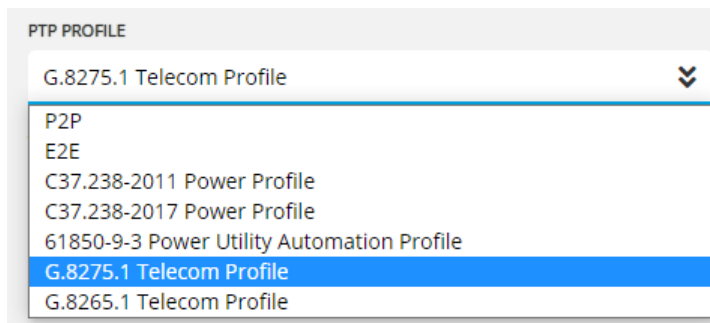 PTP PROFILE
G.8275.1 Telecom Profile
P2P
E2E
C37.238-2011 Power Profile
C37.238-2017 Power Profile
61850-9-3 Power Utility Automation Profile
G.8275.1 Telecom Profile
G.8265.1 Telecom Profile